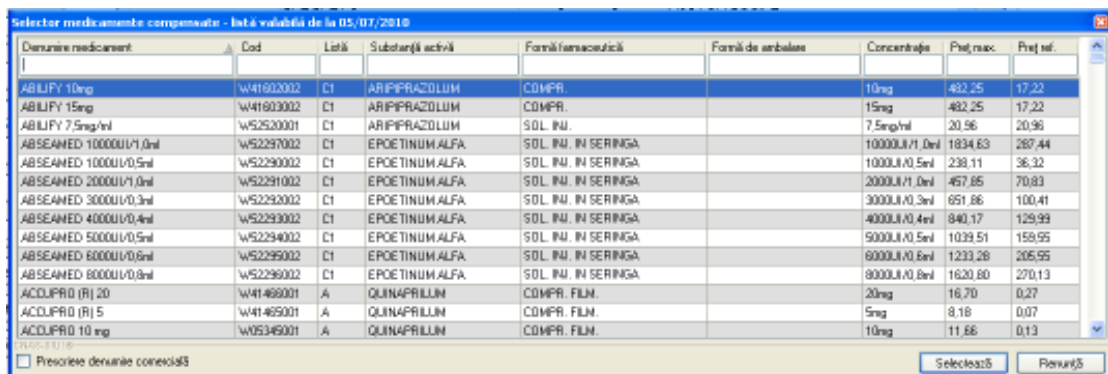 Selector medicamente compensate - listă valabilă de la 05/07/2010
Denumire medicament Cod Listă Substanţă activă Formă farmaceutică Formă de ambalare Concentraţie Preţ max. Preţ ref.
ABILIFY 10mg W41602002 C1 ARIPIPRAZOLUM COMPR. 10mg 482,25 17,22
ABILIFY 15mg W41603002 C1 ARIPIPRAZOLUM COMPR. 15mg 482,25 17,22
ABILIFY 7,5mg/ml W52520001 C1 ARIPIPRAZOLUM SOL. INJ. 7,5mg/ml 20,96 20,96
ABSEAMED 10000UI/1,0ml W52297002 C1 EPOETINUM ALFA SOL. INJ. IN SERINGA 10000UI/1,0ml 1834,63 287,44
ABSEAMED 1000UI/0,5ml W52290002 C1 EPOETINUM ALFA SOL. INJ. IN SERINGA 1000UI/0,5ml 238,11 36,32
ABSEAMED 2000UI/1,0ml W52291002 C1 EPOETINUM ALFA SOL. INJ. IN SERINGA 2000UI/1,0ml 457,85 70,83
ABSEAMED 3000UI/0,3ml W52292002 C1 EPOETINUM ALFA SOL. INJ. IN SERINGA 3000UI/0,3ml 651,86 100,41
ABSEAMED 4000UI/0,4ml W52293002 C1 EPOETINUM ALFA SOL. INJ. IN SERINGA 4000UI/0,4ml 840,17 129,99
ABSEAMED 5000UI/0,5ml W52294002 C1 EPOETINUM ALFA SOL. INJ. IN SERINGA 5000UI/0,5ml 1039,51 159,55
ABSEAMED 6000UI/0,6ml W52295002 C1 EPOETINUM ALFA SOL. INJ. IN SERINGA 6000UI/0,6ml 1233,28 205,55
ABSEAMED 8000UI/0,8ml W52296002 C1 EPOETINUM ALFA SOL. INJ. IN SERINGA 8000UI/0,8ml 1620,80 270,13
ACCUPRO (R) 20 W41466001 A QUINAPRILUM COMPR. FILM. 20mg 16,70 0,27
ACCUPRO (R) 5 W41465001 A QUINAPRILUM COMPR. FILM. 5mg 8,18 0,07
ACCUPRO 10 mg W05345001 A QUINAPRILUM COMPR. FILM. 10mg 11,66 0,13
Prescriere denumire comercială Selectează Renunţă